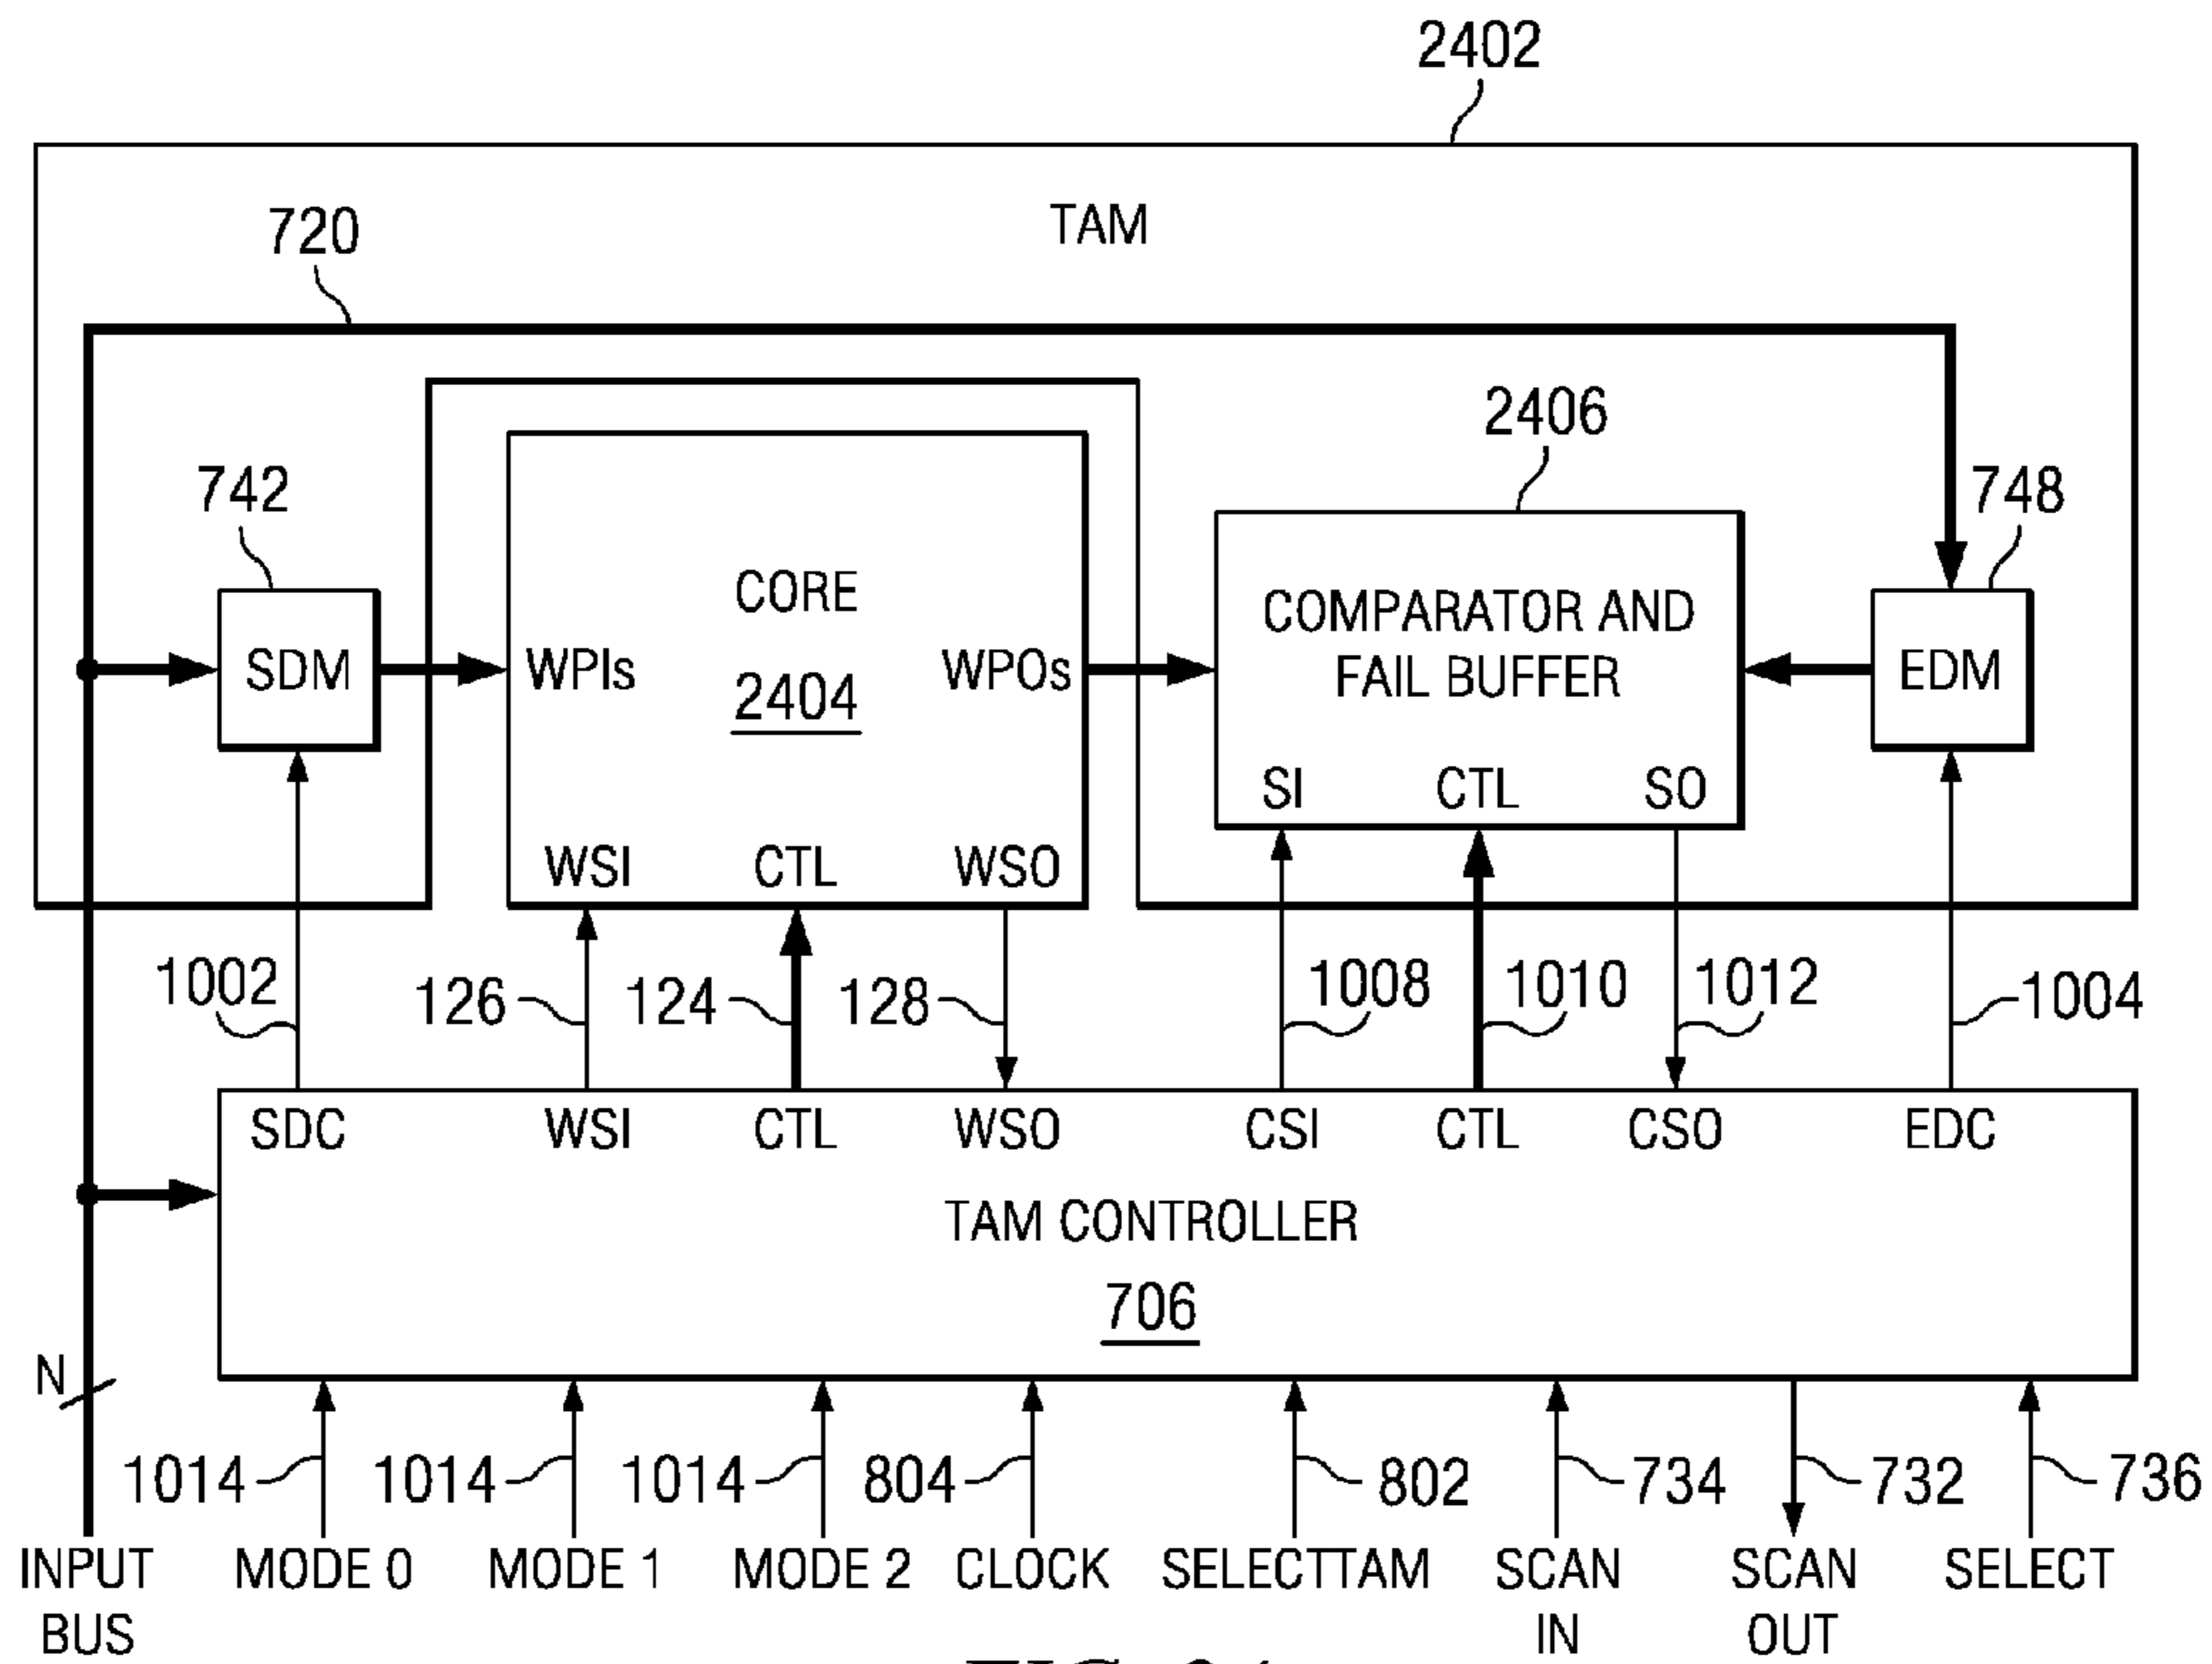 2402
TAM
720
2406
742
748
CORE
2404
WPIs
WPOs
SDM
COMPARATOR AND
FAIL BUFFER
EDM
SI CTL SO
WSI CTL WSO
1002
126
124
128
1008
1010
1012
1004
SDC WSI CTL WSO CSI CTL CSO EDC
TAM CONTROLLER
706
N
1014 1014 1014 804 802 734 732 736
INPUT
BUS
MODE 0
MODE 1
MODE 2
CLOCK
SELECTTAM
SCAN
IN
SCAN
OUT
SELECT